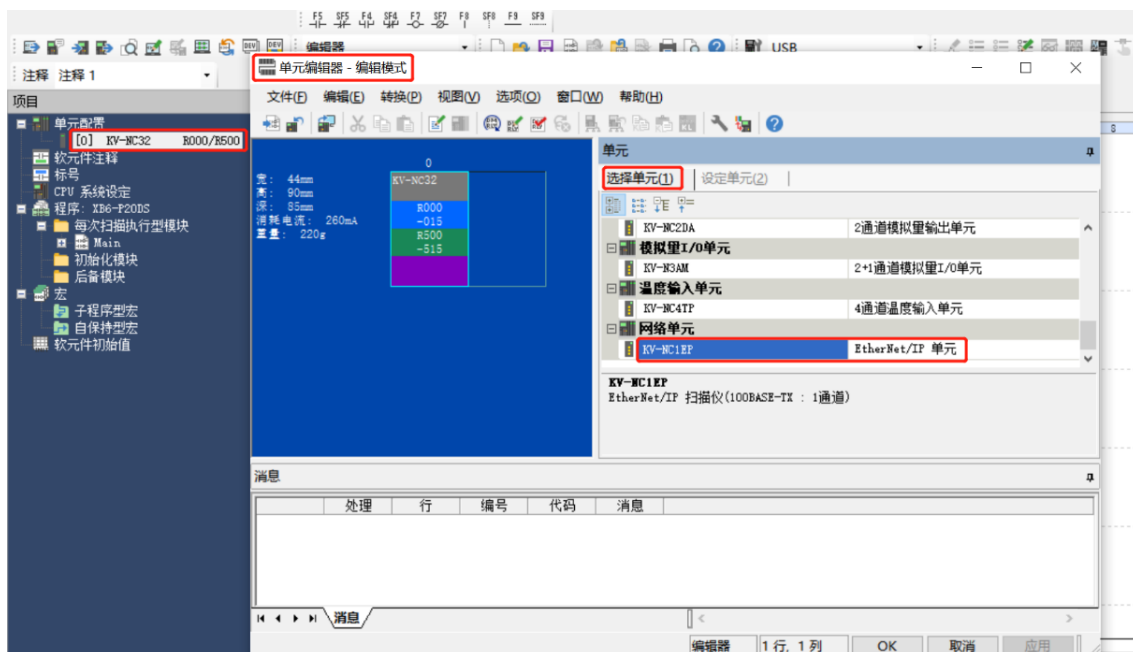 F5 SF5 F4 SF4 F7 SF7 F8 SF8 F9 SF9
编辑器 USB
注释 注释 1
项目
单元配置
[0] KV-NC32 R000/R500
软元件注释
标号
CPU 系统设定
程序: XB6-P20DS
每次扫描执行型模块
Main
初始化模块
后备模块
宏
子程序型宏
自保持型宏
软元件初始值
单元编辑器 - 编辑模式
文件(F) 编辑(E) 转换(P) 视图(V) 选项(O) 窗口(W) 帮助(H)
0
宽: 44mm
高: 90mm
深: 85mm
消耗电流: 260mA
重量: 220g
KV-NC32
R000
-015
R500
-515
单元
选择单元(1) 设定单元(2)
KV-NC2DA 2通道模拟量输出单元
模拟量I/O单元
KV-N3AM 2+1通道模拟量I/O单元
温度输入单元
KV-NC4TP 4通道温度输入单元
网络单元
KV-NC1EP EtherNet/IP 单元
KV-NC1EP
EtherNet/IP 扫描仪(100BASE-TX : 1通道)
消息
处理 行 编号 代码 消息
消息
编辑器 1 行, 1 列 OK 取消 应用
8